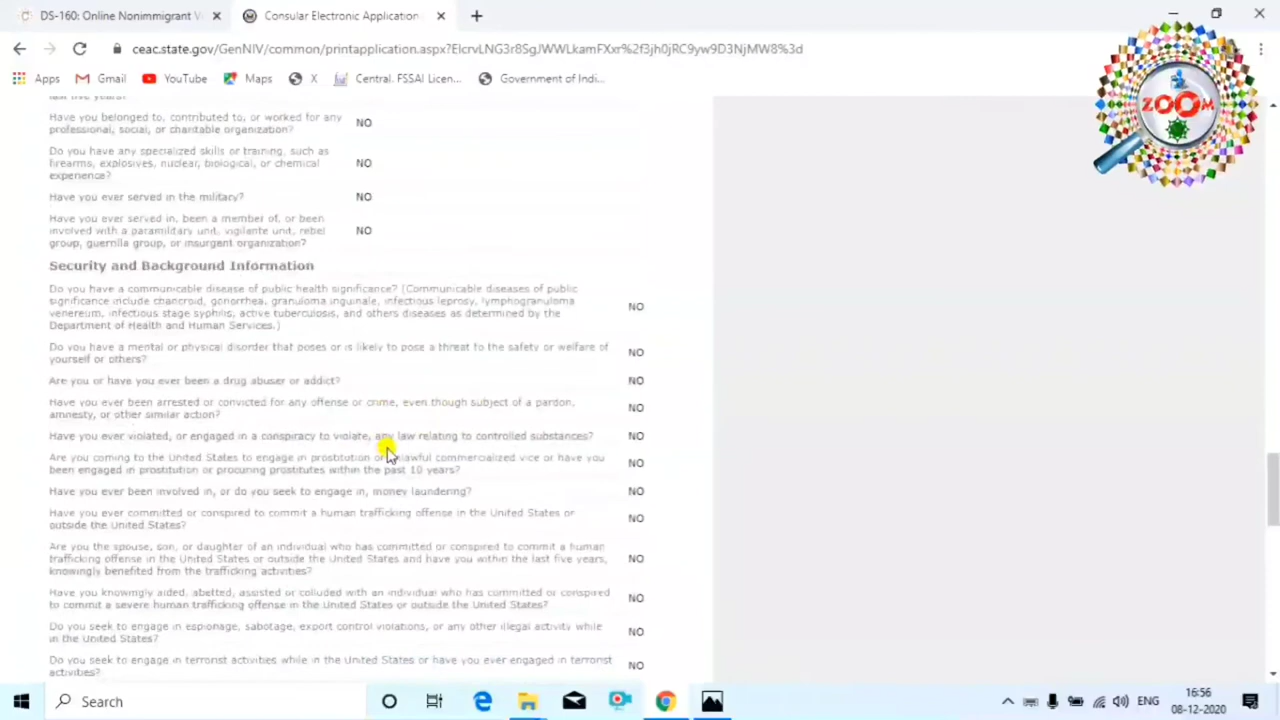 DS-160: Online Nonimmigrant V
Consular Electronic Application
ceac.state.gov/GenNIV/common/printapplication.aspx?
Apps
Gmail
YouTube
Maps
X
Central. FSSAI Licen...
Government of Indi...
ZOOM
Have you belonged to, contributed to, or worked for any
professional, social, or charitable organization?
NO
Do you have any specialized skills or training, such as
firearms, explosives, nuclear, biological, or chemical
experience?
NO
Have you ever served in the military?
NO
Have you ever served in, been a member of, or been
involved with a paramilitary unit, vigilante unit, rebel
group, guerrilla group, or insurgent organization?
NO
Security and Background Information
Do you have a communicable disease of public health significance? (Communicable diseases of public
significance include chancroid, gonorrhea, granuloma inguinale, infectious leprosy, lymphogranuloma
venereum, infectious stage syphilis, active tuberculosis, and others diseases as determined by the
Department of Health and Human Services.)
NO
Do you have a mental or physical disorder that poses or is likely to pose a threat to the safety or welfare of
yourself or others?
NO
Are you or have you ever been a drug abuser or addict?
NO
Have you ever been arrested or convicted for any offense or crime, even though subject of a pardon,
amnesty, or other similar action?
NO
Have you ever violated, or engaged in a conspiracy to violate, any law relating to controlled substances?
NO
Are you coming to the United States to engage in prostitution or lawful commercialized vice or have you
been engaged in prostitution or procuring prostitutes within the past 10 years?
NO
Have you ever been involved in, or do you seek to engage in, money laundering?
NO
Have you ever committed or conspired to commit a human trafficking offense in the United States or
outside the United States?
NO
Are you the spouse, son, or daughter of an individual who has committed or conspired to commit a human
trafficking offense in the United States or outside the United States and have you within the last five years,
knowingly benefited from the trafficking activities?
NO
Have you knowingly aided, abetted, assisted or colluded with an individual who has committed or conspired
to commit a severe human trafficking offense in the United States or outside the United States?
NO
Do you seek to engage in espionage, sabotage, export control violations, or any other illegal activity while
in the United States?
NO
Do you seek to engage in terrorist activities while in the United States or have you ever engaged in terrorist
activities?
NO
Search
ENG
16:56
08-12-2020